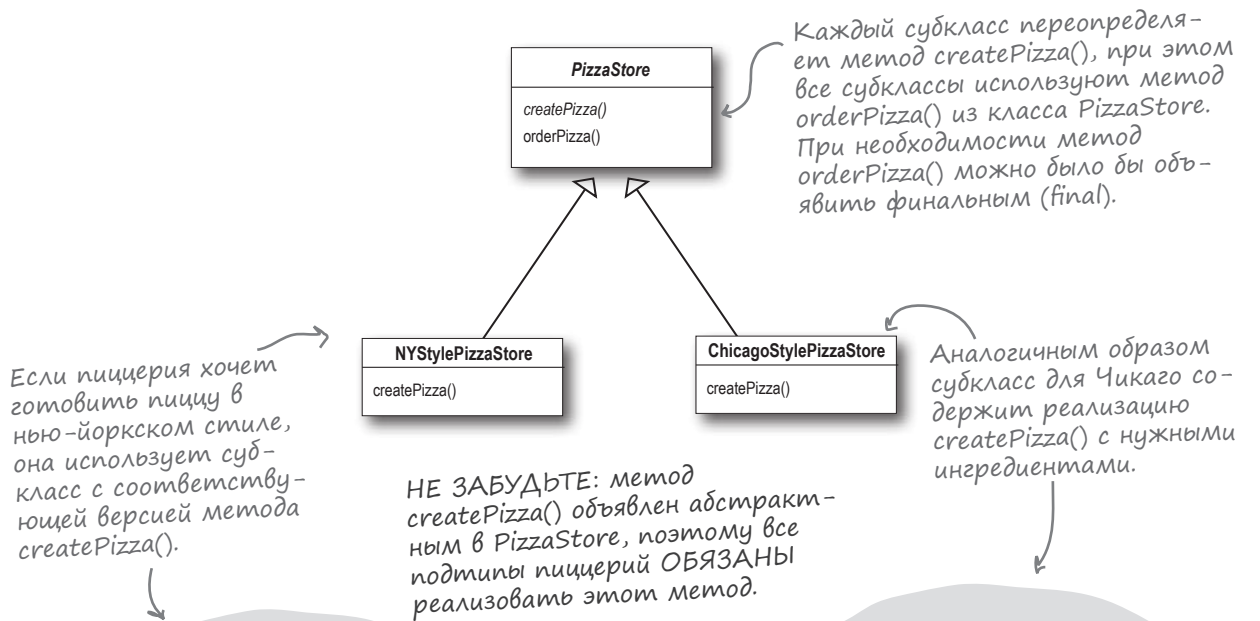 PizzaStore
createPizza()
orderPizza()
Каждый субкласс переопределя-
ет метод createPizza(), при этом
все субклассы используют метод
orderPizza() из класса PizzaStore.
При необходимости метод
orderPizza() можно было бы объ-
явить финальным (final).
NYStylePizzaStore
createPizza()
ChicagoStylePizzaStore
createPizza()
Если пиццерия хочет
готовить пиццу в
нью-йоркском стиле,
она использует суб-
класс с соответству-
ющей версией метода
createPizza().
НЕ ЗАБУДЬТЕ: метод
createPizza() объявлен абстракт-
ным в PizzaStore, поэтому все
подтипы пиццерий ОБЯЗАНЫ
реализовать этот метод.
Аналогичным образом
субкласс для Чикаго со-
держит реализацию
createPizza() с нужными
ингредиентами.